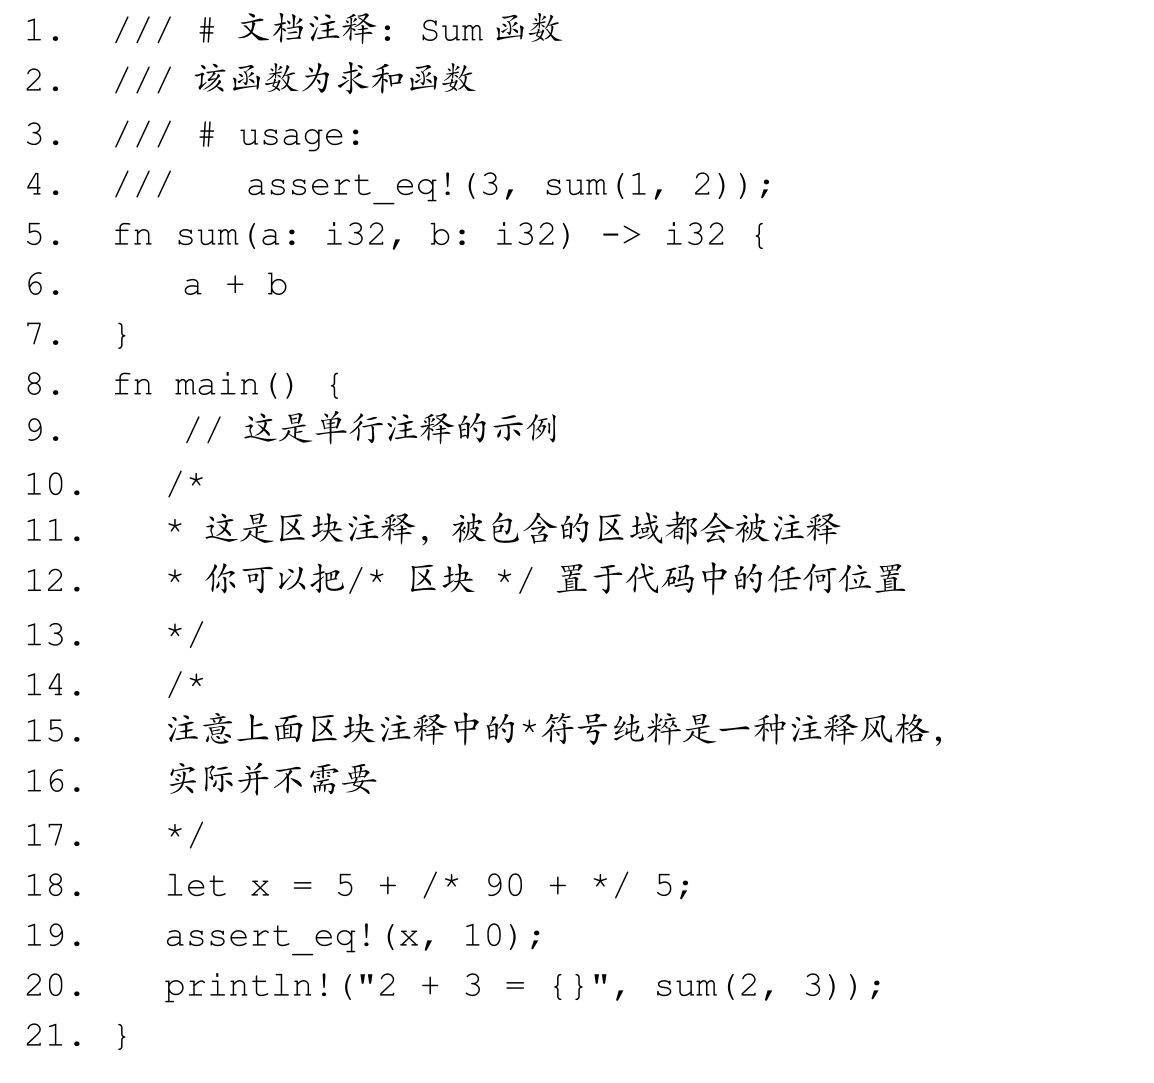 1. /// # 文档注释: Sum 函数
2. /// 该函数为求和函数
3. /// # usage:
4. ///   assert_eq!(3, sum(1, 2));
5. fn sum(a: i32, b: i32) -> i32 {
6.    a + b
7. }
8. fn main() {
9.    // 这是单行注释的示例
10.   /*
11.   * 这是区块注释，被包含的区域都会被注释
12.   * 你可以把/* 区块 */ 置于代码中的任何位置
13.   */
14.   /*
15.   注意上面区块注释中的*符号纯粹是一种注释风格，
16.   实际并不需要
17.   */
18.   let x = 5 + /* 90 + */ 5;
19.   assert_eq!(x, 10);
20.   println!("2 + 3 = {}", sum(2, 3));
21. }